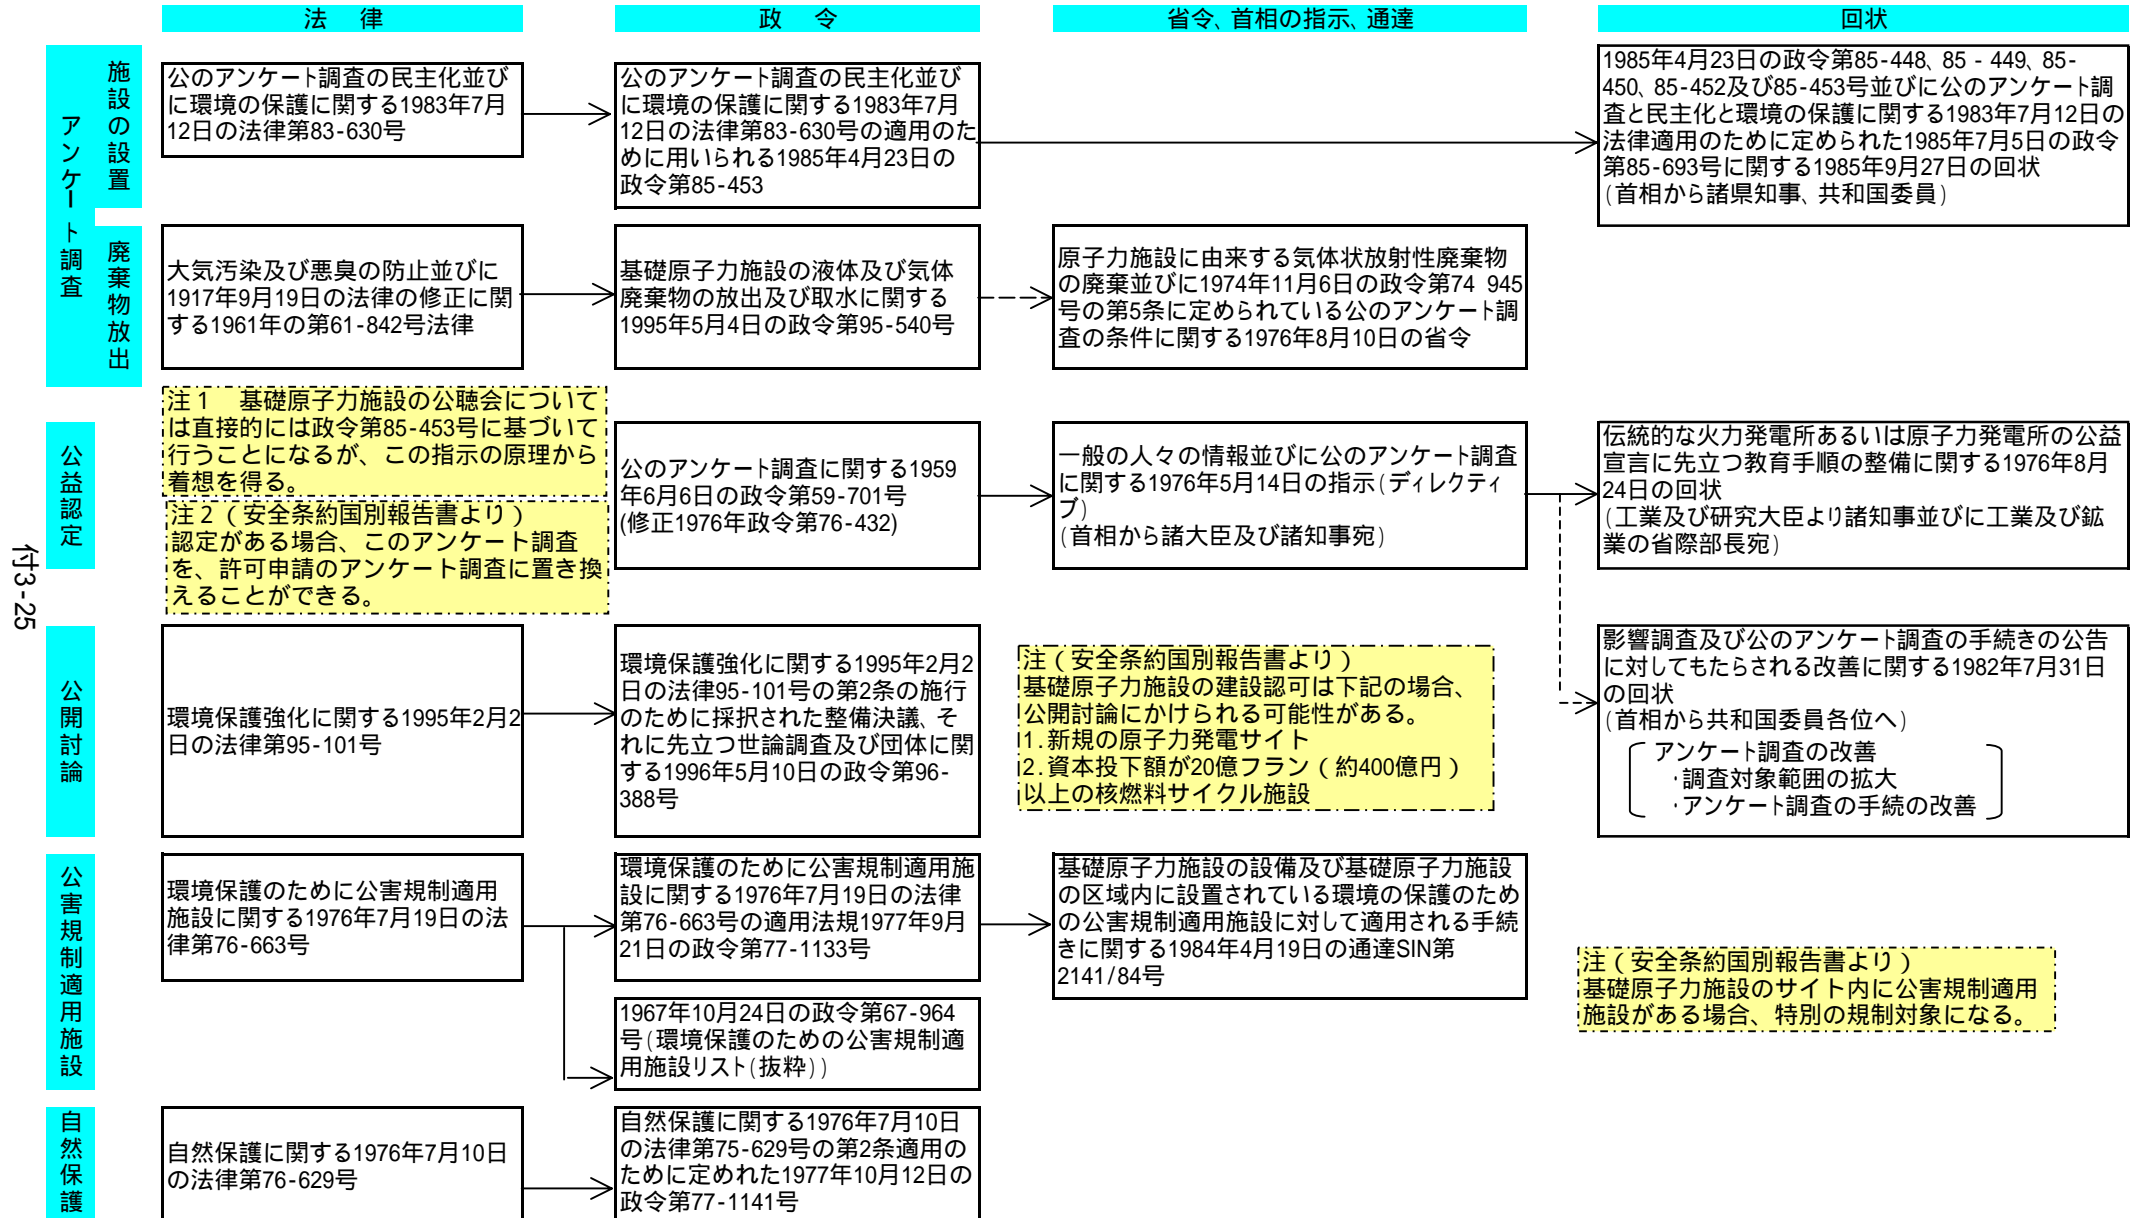 法　律
政　令
省令、首相の指示、通達
回状
アンケート調査
施設の設置
公のアンケート調査の民主化並び
に環境の保護に関する1983年7月
12日の法律第83-630号
公のアンケート調査の民主化並び
に環境の保護に関する1983年7月
12日の法律第83-630号の適用のた
めに用いられる1985年4月23日の
政令第85-453
1985年4月23日の政令第85-448、85 - 449、85-
450、85-452及び85-453号並びに公のアンケート調
査と民主化と環境の保護に関する1983年7月12日の
法律適用のために定められた1985年7月5日の政令
第85-693号に関する1985年9月27日の回状
(首相から諸県知事、共和国委員)
廃棄物放出
大気汚染及び悪臭の防止並びに
1917年9月19日の法律の修正に関
する1961年の第61-842号法律
基礎原子力施設の液体及び気体
廃棄物の放出及び取水に関する
1995年5月4日の政令第95-540号
原子力施設に由来する気体状放射性廃棄物
の廃棄並びに1974年11月6日の政令第74 945
号の第5条に定められている公のアンケート調
査の条件に関する1976年8月10日の省令
注１　基礎原子力施設の公聴会について
は直接的には政令第85-453号に基づいて
行うことになるが、この指示の原理から
着想を得る。
注２（安全条約国別報告書より）
認定がある場合、このアンケート調査
を、許可申請のアンケート調査に置き換
えることができる。
公益認定
公のアンケート調査に関する1959
年6月6日の政令第59-701号
(修正1976年政令第76-432)
一般の人々の情報並びに公のアンケート調査
に関する1976年5月14日の指示(ディレクティ
ブ)
(首相から諸大臣及び諸知事宛)
伝統的な火力発電所あるいは原子力発電所の公益
宣言に先立つ教育手順の整備に関する1976年8月
24日の回状
(工業及び研究大臣より諸知事並びに工業及び鉱
業の省際部長宛)
付3-25
公開討論
環境保護強化に関する1995年2月2
日の法律第95-101号
環境保護強化に関する1995年2月2
日の法律95-101号の第2条の施行
のために採択された整備決議、そ
れに先立つ世論調査及び団体に関
する1996年5月10日の政令第96-
388号
注（安全条約国別報告書より）
基礎原子力施設の建設認可は下記の場合、
公開討論にかけられる可能性がある。
1.新規の原子力発電サイト
2.資本投下額が20億フラン（約400億円）
以上の核燃料サイクル施設
影響調査及び公のアンケート調査の手続きの公告
に対してもたらされる改善に関する1982年7月31日
の回状
(首相から共和国委員各位へ)
アンケート調査の改善
・調査対象範囲の拡大
・アンケート調査の手続の改善
公害規制適用施設
環境保護のために公害規制適用
施設に関する1976年7月19日の法
律第76-663号
環境保護のために公害規制適用施
設に関する1976年7月19日の法律
第76-663号の適用法規1977年9月
21日の政令第77-1133号
基礎原子力施設の設備及び基礎原子力施設
の区域内に設置されている環境の保護のため
の公害規制適用施設に対して適用される手続
きに関する1984年4月19日の通達SIN第
2141/84号
1967年10月24日の政令第67-964
号(環境保護のための公害規制適
用施設リスト(抜粋))
注（安全条約国別報告書より）
基礎原子力施設のサイト内に公害規制適用
施設がある場合、特別の規制対象になる。
自然保護
自然保護に関する1976年7月10日
の法律第76-629号
自然保護に関する1976年7月10日
の法律第75-629号の第2条適用の
ために定めれた1977年10月12日の
政令第77-1141号